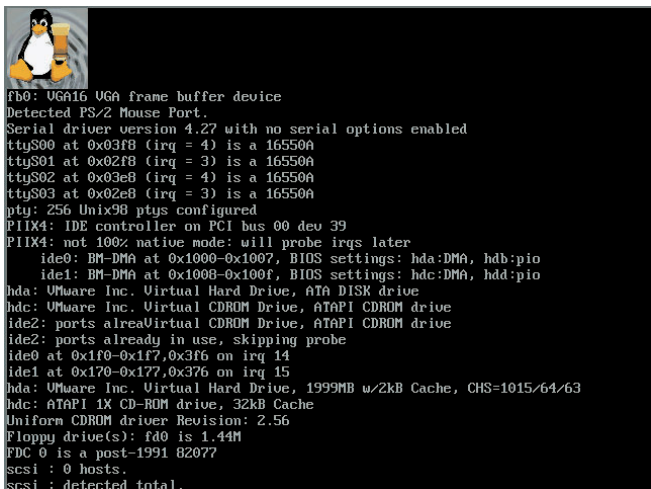 fb0: VGA16 VGA frame buffer device
Detected PS/2 Mouse Port.
Serial driver version 4.27 with no serial options enabled
ttyS00 at 0x03f8 (irq = 4) is a 16550A
ttyS01 at 0x02f8 (irq = 3) is a 16550A
ttyS02 at 0x03e8 (irq = 4) is a 16550A
ttyS03 at 0x02e8 (irq = 3) is a 16550A
pty: 256 Unix98 ptys configured
PIIX4: IDE controller on PCI bus 00 dev 39
PIIX4: not 100% native mode: will probe irqs later
    ide0: BM-DMA at 0x1000-0x1007, BIOS settings: hda:DMA, hdb:pio
    ide1: BM-DMA at 0x1008-0x100f, BIOS settings: hdc:DMA, hdd:pio
hda: VMware Inc. Virtual Hard Drive, ATA DISK drive
hdc: VMware Inc. Virtual CDROM Drive, ATAPI CDROM drive
ide2: ports alreaVirtual CDROM Drive, ATAPI CDROM drive
ide2: ports already in use, skipping probe
ide0 at 0x1f0-0x1f7,0x3f6 on irq 14
ide1 at 0x170-0x177,0x376 on irq 15
hda: VMware Inc. Virtual Hard Drive, 1999MB w/2kB Cache, CHS=1015/64/63
hdc: ATAPI 1X CD-ROM drive, 32kB Cache
Uniform CDROM driver Revision: 2.56
Floppy drive(s): fd0 is 1.44M
FDC 0 is a post-1991 82077
scsi : 0 hosts.
scsi : detected total.